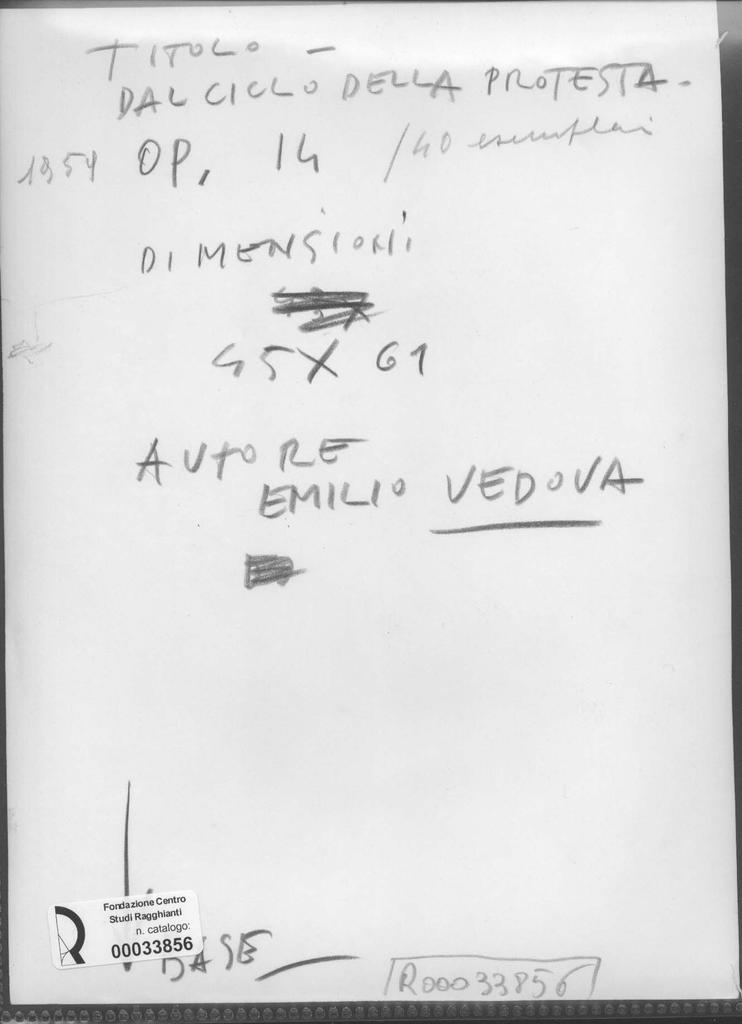 TITOLO –
DAL CICLO DELLA PROTESTA.
1954 OP. 14 /40 esemplari
DIMENSIONI
45X 61
AUTORE
EMILIO VEDOVA
Fondazione Centro
Studi Ragghianti
n. catalogo:
00033856
BASE
R00033856